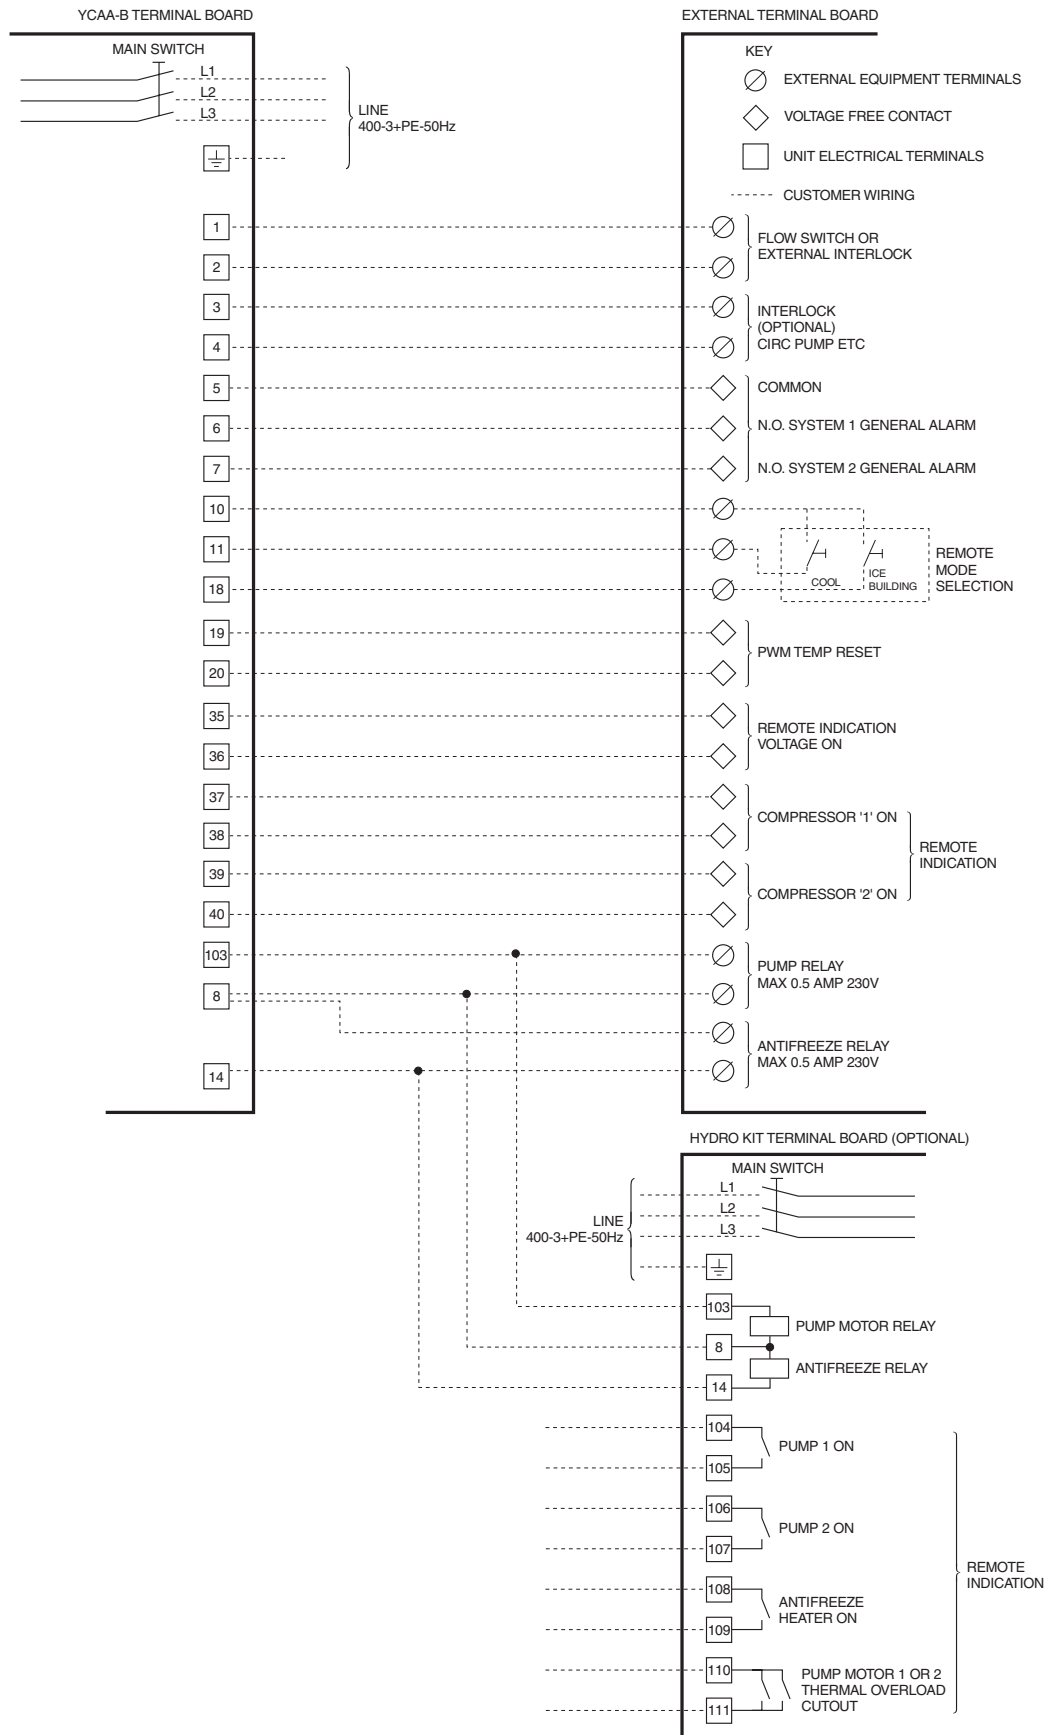 YCAA-B TERMINAL BOARD
EXTERNAL TERMINAL BOARD
MAIN SWITCH
L1
L2
L3
LINE
400-3+PE-50Hz
KEY
EXTERNAL EQUIPMENT TERMINALS
VOLTAGE FREE CONTACT
UNIT ELECTRICAL TERMINALS
CUSTOMER WIRING
1
2
FLOW SWITCH OR
EXTERNAL INTERLOCK
3
4
INTERLOCK
(OPTIONAL)
CIRC PUMP ETC
5
COMMON
6
N.O. SYSTEM 1 GENERAL ALARM
7
N.O. SYSTEM 2 GENERAL ALARM
10
11
18
COOL
ICE
BUILDING
REMOTE
MODE
SELECTION
19
20
PWM TEMP RESET
35
36
REMOTE INDICATION
VOLTAGE ON
37
38
COMPRESSOR '1' ON
39
40
COMPRESSOR '2' ON
REMOTE
INDICATION
103
8
PUMP RELAY
MAX 0.5 AMP 230V
14
ANTIFREEZE RELAY
MAX 0.5 AMP 230V
HYDRO KIT TERMINAL BOARD (OPTIONAL)
MAIN SWITCH
L1
L2
L3
LINE
400-3+PE-50Hz
103
PUMP MOTOR RELAY
8
ANTIFREEZE RELAY
14
104
PUMP 1 ON
105
106
PUMP 2 ON
107
108
ANTIFREEZE
HEATER ON
109
110
PUMP MOTOR 1 OR 2
THERMAL OVERLOAD
CUTOUT
111
REMOTE
INDICATION